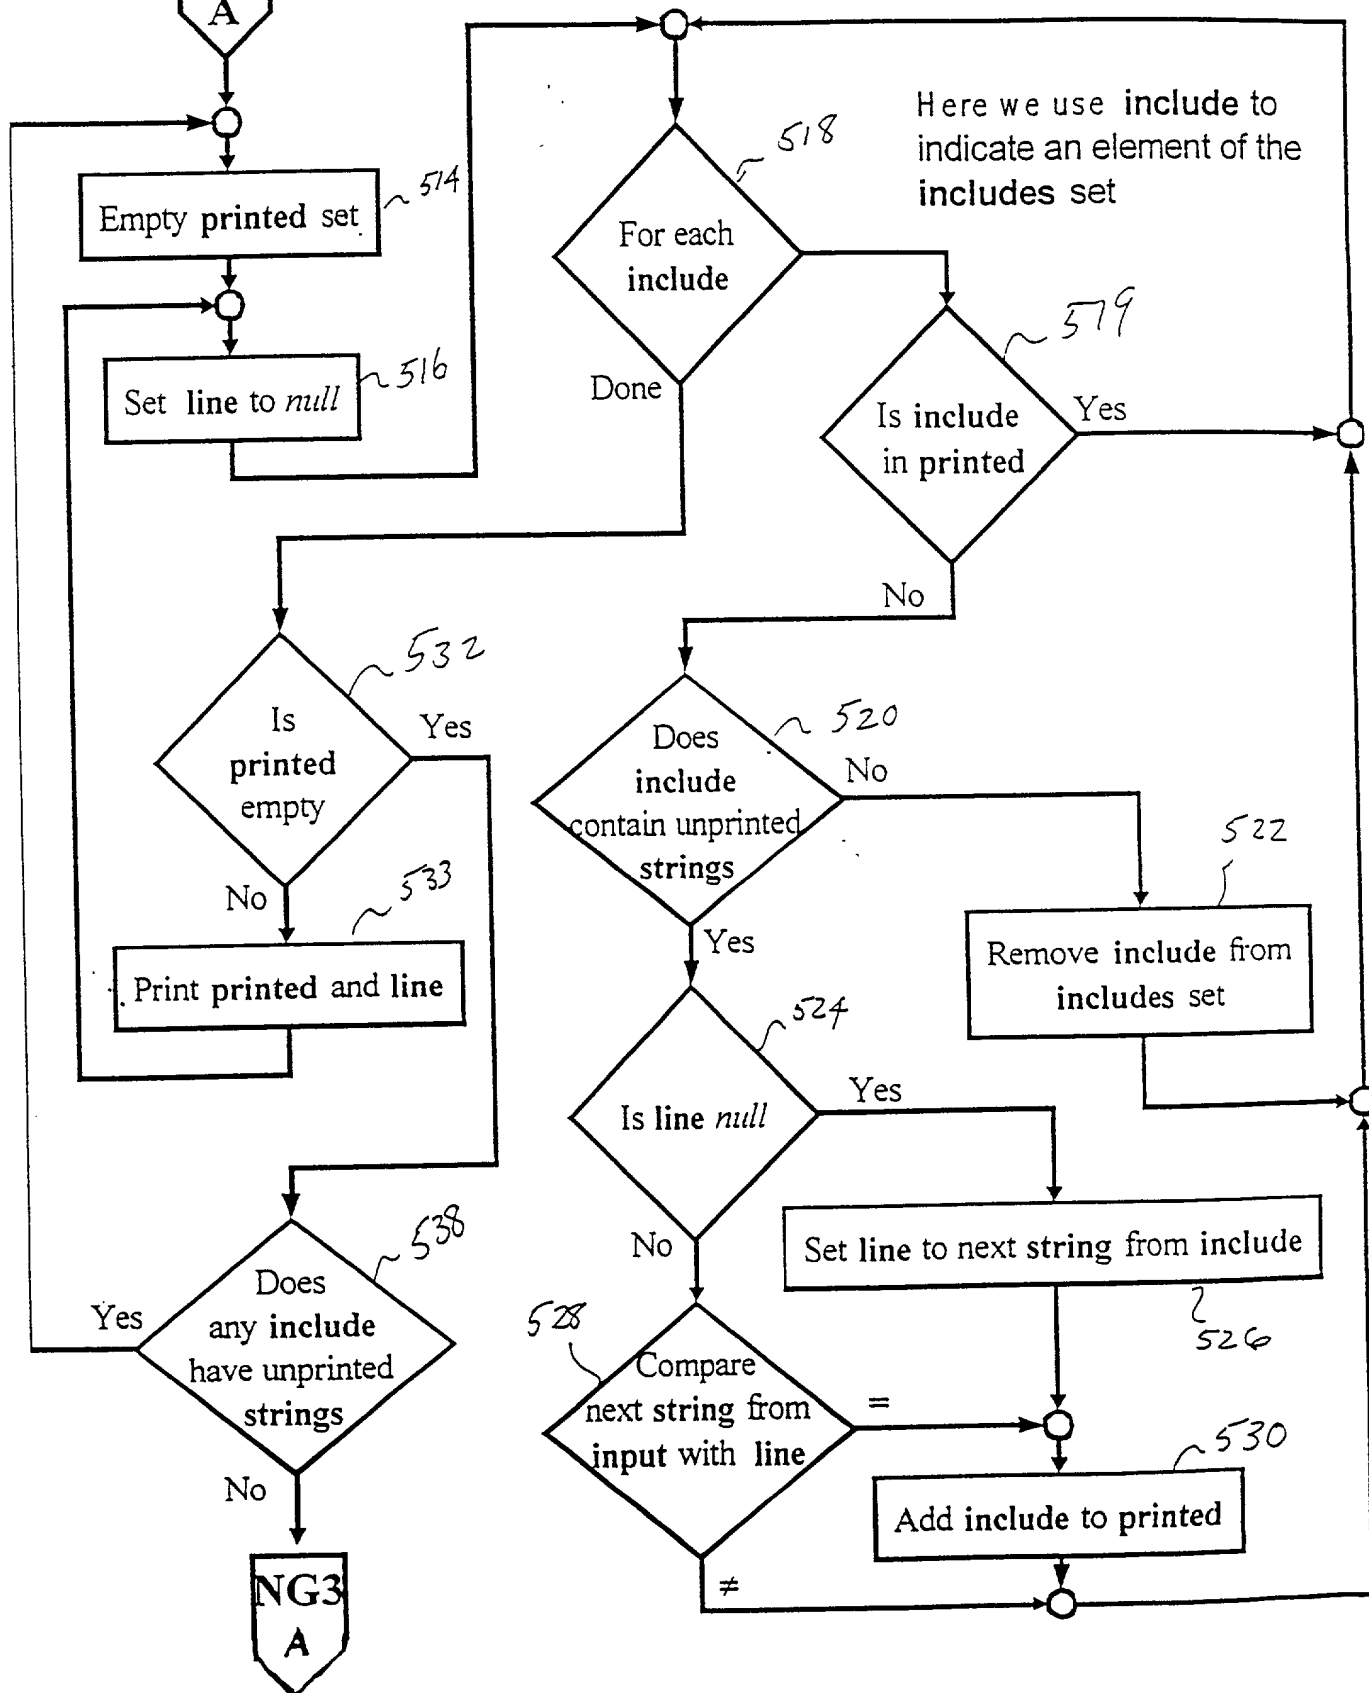 A
Here we use include to
indicate an element of the
includes set
518
514
Empty printed set
For each
include
519
516
Set line to null
Done
Is include
in printed
Yes
No
532
Is
printed
empty
Yes
520
Does
include
contain unprinted
strings
No
522
No
533
Yes
Remove include from
includes set
Print printed and line
524
Is line null
Yes
538
No
Set line to next string from include
526
Does
any include
have unprinted
strings
Yes
528
Compare
next string from
input with line
=
530
No
Add include to printed
≠
NG3
A